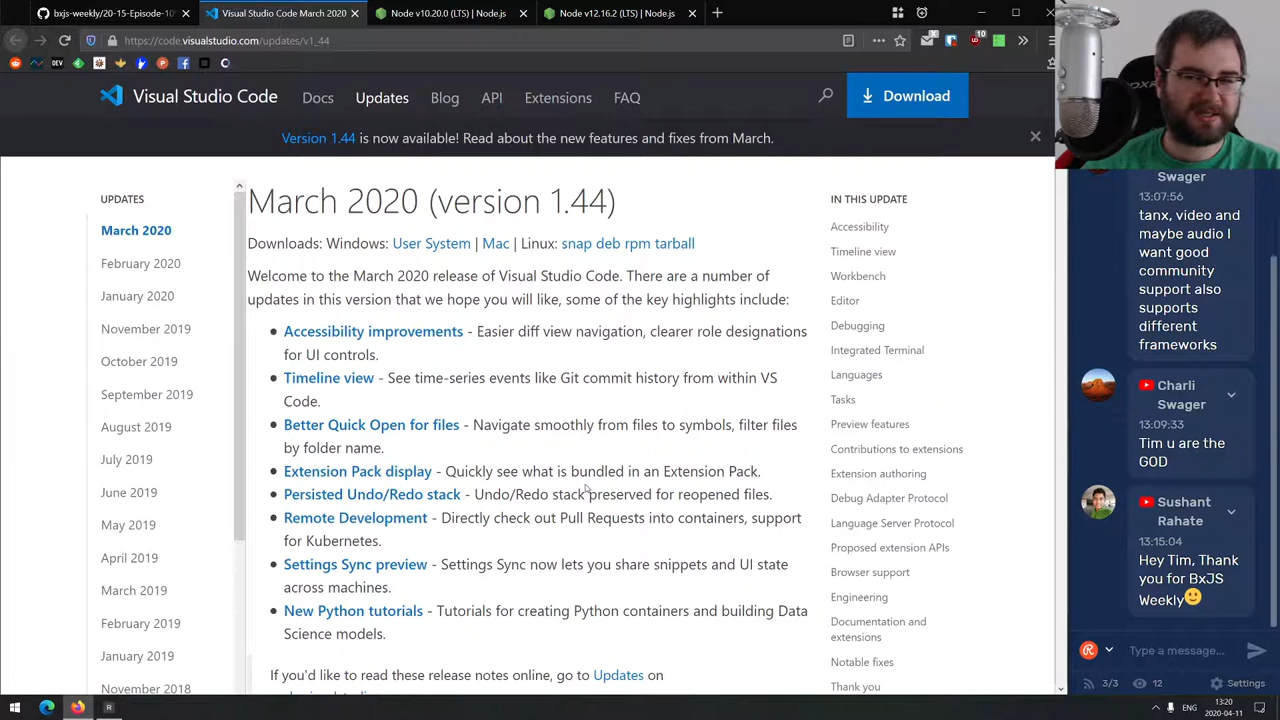 bxjs-weekly/20-15-Episode-10
Visual Studio Code March 2020
Node v10.20.0 (LTS) | Node.js
Node v12.16.2 (LTS) | Node.js
https://code.visualstudio.com/updates/v1_44
10
DEV
Visual Studio Code
Docs
Updates
Blog
API
Extensions
FAQ
Download
Version 1.44 is now available! Read about the new features and fixes from March.
UPDATES
March 2020
February 2020
January 2020
November 2019
October 2019
September 2019
August 2019
July 2019
June 2019
May 2019
April 2019
March 2019
February 2019
January 2019
November 2018
March 2020 (version 1.44)
Downloads: Windows: User System | Mac | Linux: snap deb rpm tarball
Welcome to the March 2020 release of Visual Studio Code. There are a number of
updates in this version that we hope you will like, some of the key highlights include:
Accessibility improvements - Easier diff view navigation, clearer role designations
for UI controls.
Timeline view - See time-series events like Git commit history from within VS
Code.
Better Quick Open for files - Navigate smoothly from files to symbols, filter files
by folder name.
Extension Pack display - Quickly see what is bundled in an Extension Pack.
Persisted Undo/Redo stack - Undo/Redo stack preserved for reopened files.
Remote Development - Directly check out Pull Requests into containers, support
for Kubernetes.
Settings Sync preview - Settings Sync now lets you share snippets and UI state
across machines.
New Python tutorials - Tutorials for creating Python containers and building Data
Science models.
If you'd like to read these release notes online, go to Updates on
IN THIS UPDATE
Accessibility
Timeline view
Workbench
Editor
Debugging
Integrated Terminal
Languages
Tasks
Preview features
Contributions to extensions
Extension authoring
Debug Adapter Protocol
Language Server Protocol
Proposed extension APIs
Browser support
Engineering
Documentation and
extensions
Notable fixes
Thank you
Swager
13:07:56
tanx, video and
maybe audio I
want good
community
support also
supports
different
frameworks
Charli
Swager
13:09:33
Tim u are the
GOD
Sushant
Rahate
13:15:04
Hey Tim, Thank
you for BxJS
Weekly🙂
Type a message...
3/3
12
Settings
ENG
13:20
2020-04-11